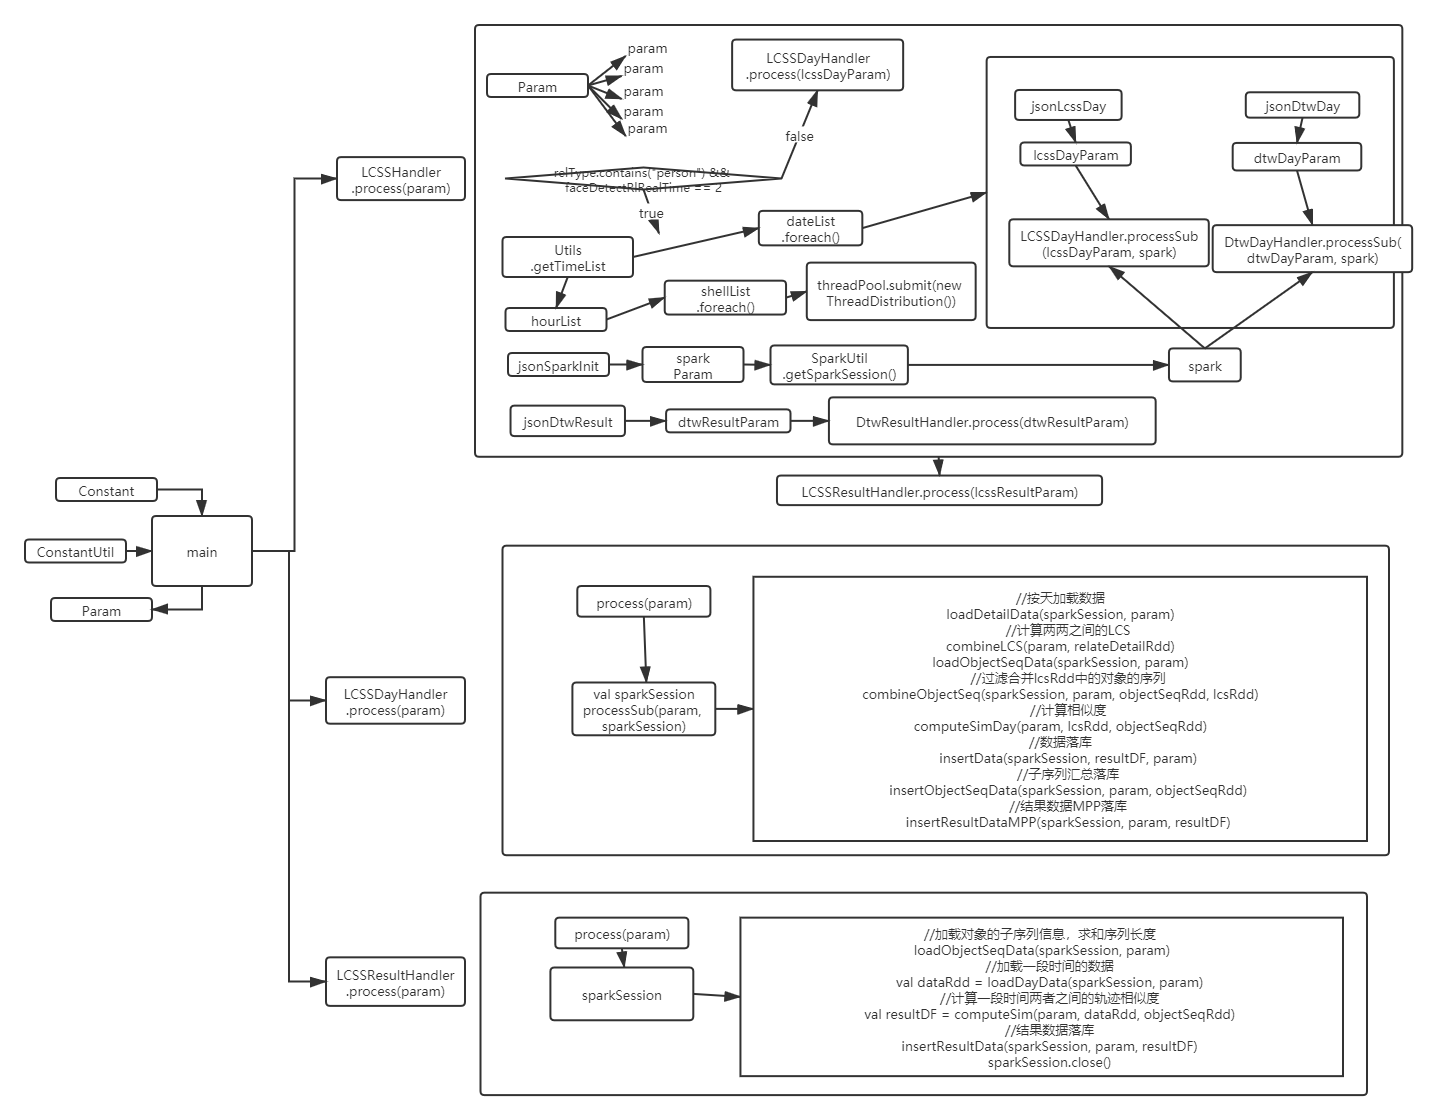 Constant
ConstantUtil
main
Param
LCSSHandler
.process(param)
Param
param
param
param
param
param
LCSSDayHandler
.process(lcssDayParam)
false
relType.contains("person") &&
faceDetectRlRealTime == 2
true
Utils
.getTimeList
dateList
.foreach()
hourList
shellList
.foreach()
threadPool.submit(new
ThreadDistribution())
jsonLcssDay
lcssDayParam
LCSSDayHandler.processSub
(lcssDayParam, spark)
jsonDtwDay
dtwDayParam
DtwDayHandler.processSub(
dtwDayParam, spark)
jsonSparkInit
spark
Param
SparkUtil
.getSparkSession()
spark
jsonDtwResult
dtwResultParam
DtwResultHandler.process(dtwResultParam)
LCSSResultHandler.process(lcssResultParam)
LCSSDayHandler
.process(param)
process(param)
val sparkSession
processSub(param,
sparkSession)
//按天加载数据
loadDetailData(sparkSession, param)
//计算两两之间的LCS
combineLCS(param, relateDetailRdd)
loadObjectSeqData(sparkSession, param)
//过滤合并lcsRdd中的对象的序列
combineObjectSeq(sparkSession, param, objectSeqRdd, lcsRdd)
//计算相似度
computeSimDay(param, lcsRdd, objectSeqRdd)
//数据落库
insertData(sparkSession, resultDF, param)
//子序列汇总落库
insertObjectSeqData(sparkSession, param, objectSeqRdd)
//结果数据MPP落库
insertResultDataMPP(sparkSession, param, resultDF)
LCSSResultHandler
.process(param)
process(param)
sparkSession
//加载对象的子序列信息，求和序列长度
loadObjectSeqData(sparkSession, param)
//加载一段时间的数据
val dataRdd = loadDayData(sparkSession, param)
//计算一段时间两者之间的轨迹相似度
val resultDF = computeSim(param, dataRdd, objectSeqRdd)
//结果数据落库
insertResultData(sparkSession, param, resultDF)
sparkSession.close()